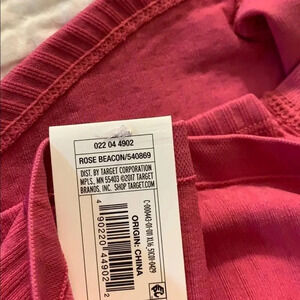 022 04 4902
ROSE BEACON/540869
DIST. BY TARGET CORPORATION
MPLS., MN 55403 ©2017 TARGET
BRANDS, INC. SHOP TARGET.COM
ORIGIN: CHINA
4 90220 44902 2